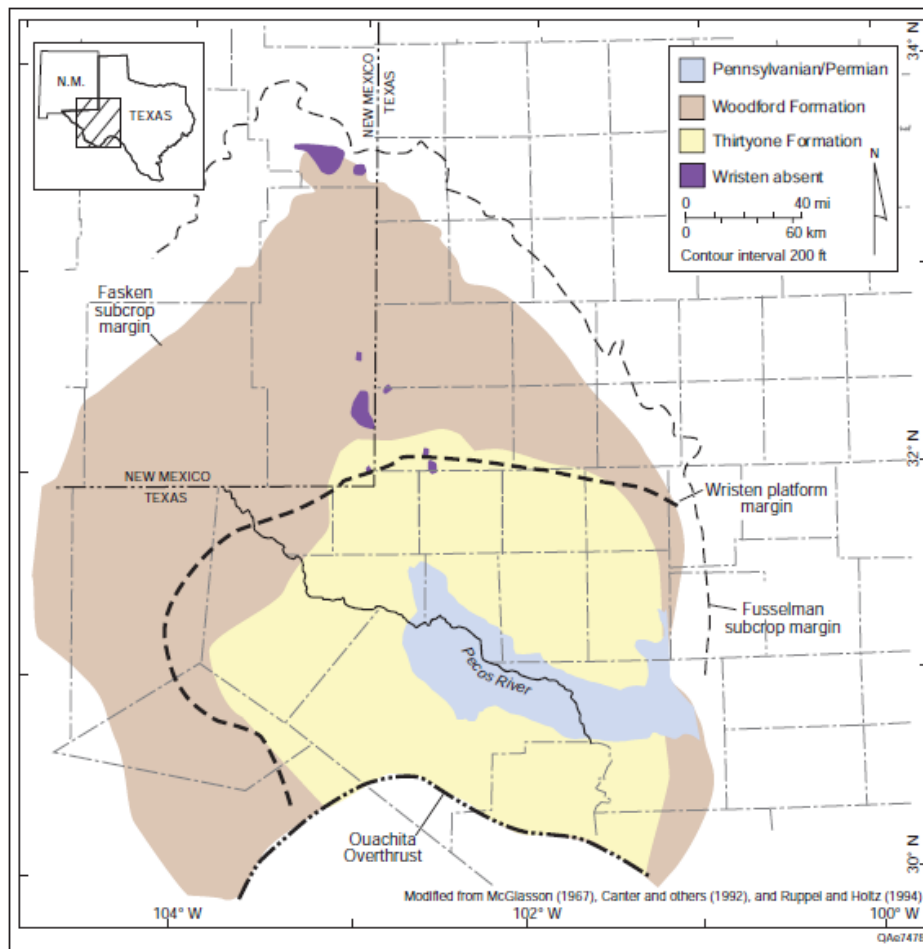 N.M.
TEXAS
NEW MEXICO
TEXAS
34° N
Pennsylvanian/Permian
Woodford Formation
Thirtyone Formation
Wristen absent
N
0 40 mi
0 60 km
Contour interval 200 ft
Fasken
subcrop
margin
32° N
NEW MEXICO
TEXAS
Wristen platform
margin
Fusselman
subcrop margin
Pecos River
Ouachita
Overthrust
30° N
Modified from McGlasson (1967), Canter and others (1992), and Ruppel and Holtz (1994)
104° W
102° W
100° W